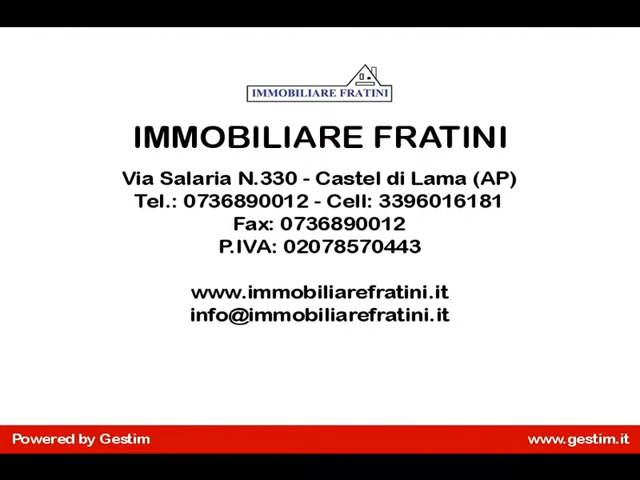 IMMOBILIARE FRATINI
IMMOBILIARE FRATINI
Via Salaria N.330 - Castel di Lama (AP)
Tel.: 0736890012 - Cell: 3396016181
Fax: 0736890012
P.IVA: 02078570443
www.immobiliarefratini.it
info@immobiliarefratini.it
Powered by Gestim
www.gestim.it